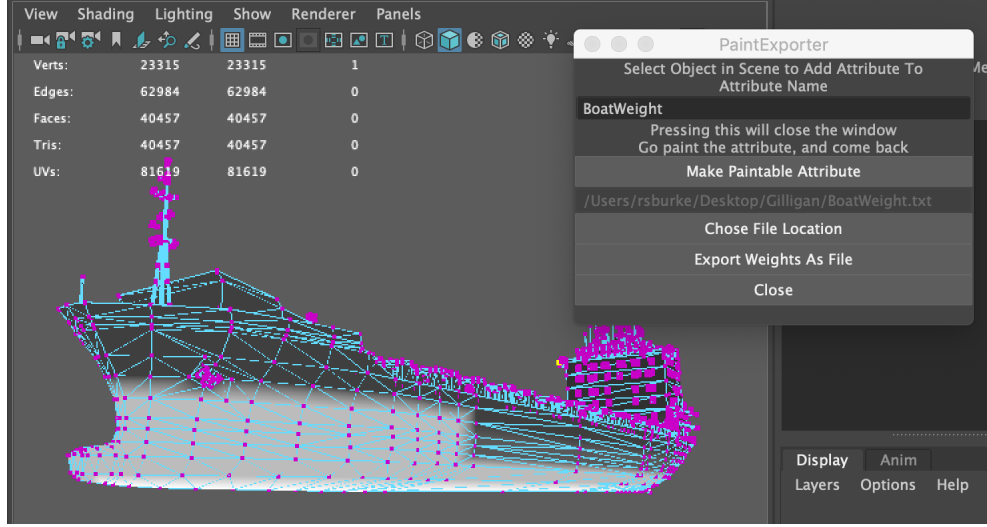 View Shading Lighting Show Renderer Panels
Verts: 23315 23315 1
Edges: 62984 62984 0
Faces: 40457 40457 0
Tris: 40457 40457 0
UVs: 81619 81619 0
PaintExporter
Select Object in Scene to Add Attribute To
Attribute Name
BoatWeight
Pressing this will close the window
Go paint the attribute, and come back
Make Paintable Attribute
/Users/rsburke/Desktop/Gilligan/BoatWeight.txt
Chose File Location
Export Weights As File
Close
Me
Display Anim
Layers Options Help